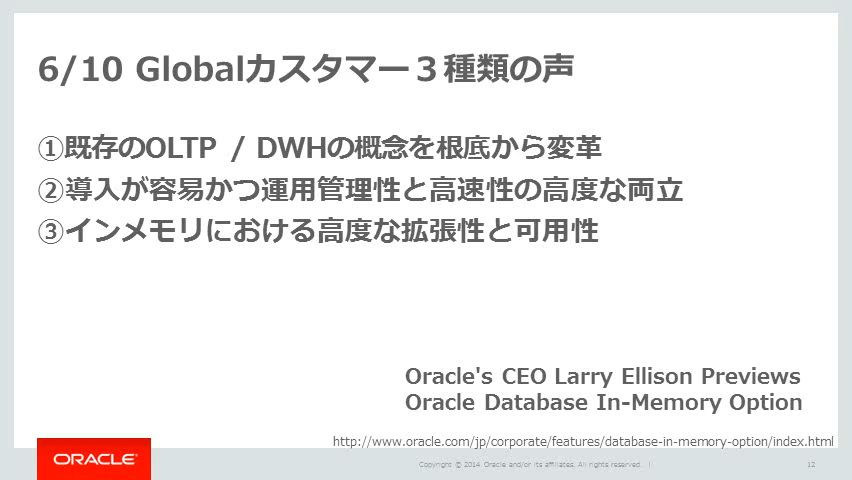 6/10 Globalカスタマー３種類の声
①既存のOLTP / DWHの概念を根底から変革
②導入が容易かつ運用管理性と高速性の高度な両立
③インメモリにおける高度な拡張性と可用性
Oracle's CEO Larry Ellison Previews
Oracle Database In-Memory Option
http://www.oracle.com/jp/corporate/features/database-in-memory-option/index.html
ORACLE
Copyright © 2014 Oracle and/or its affiliates. All rights reserved. |
12